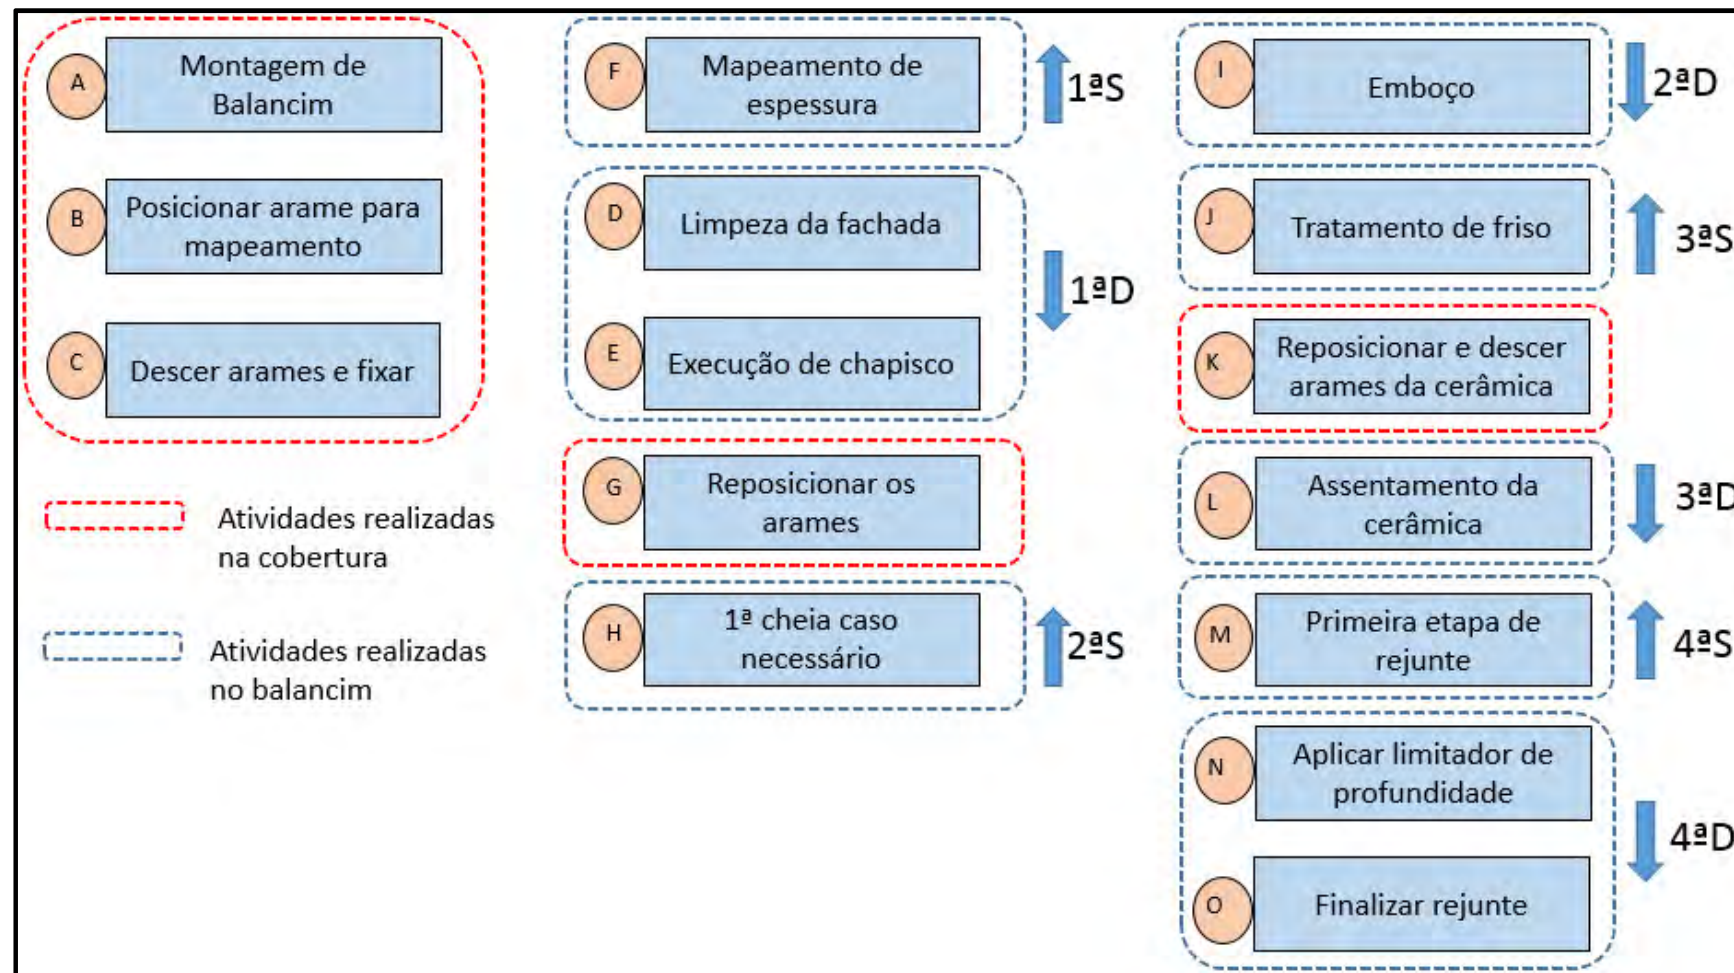 A
Montagem de
Balancim
B
Posicionar arame para
mapeamento
C
Descer arames e fixar
Atividades realizadas
na cobertura
Atividades realizadas
no balancim
F
Mapeamento de
espessura
1ªS
D
Limpeza da fachada
1ªD
E
Execução de chapisco
G
Reposicionar os
arames
H
1ª cheia caso
necessário
2ªS
I
Emboço
2ªD
J
Tratamento de friso
3ªS
K
Reposicionar e descer
arames da cerâmica
L
Assentamento da
cerâmica
3ªD
M
Primeira etapa de
rejunte
4ªS
N
Aplicar limitador de
profundidade
4ªD
O
Finalizar rejunte